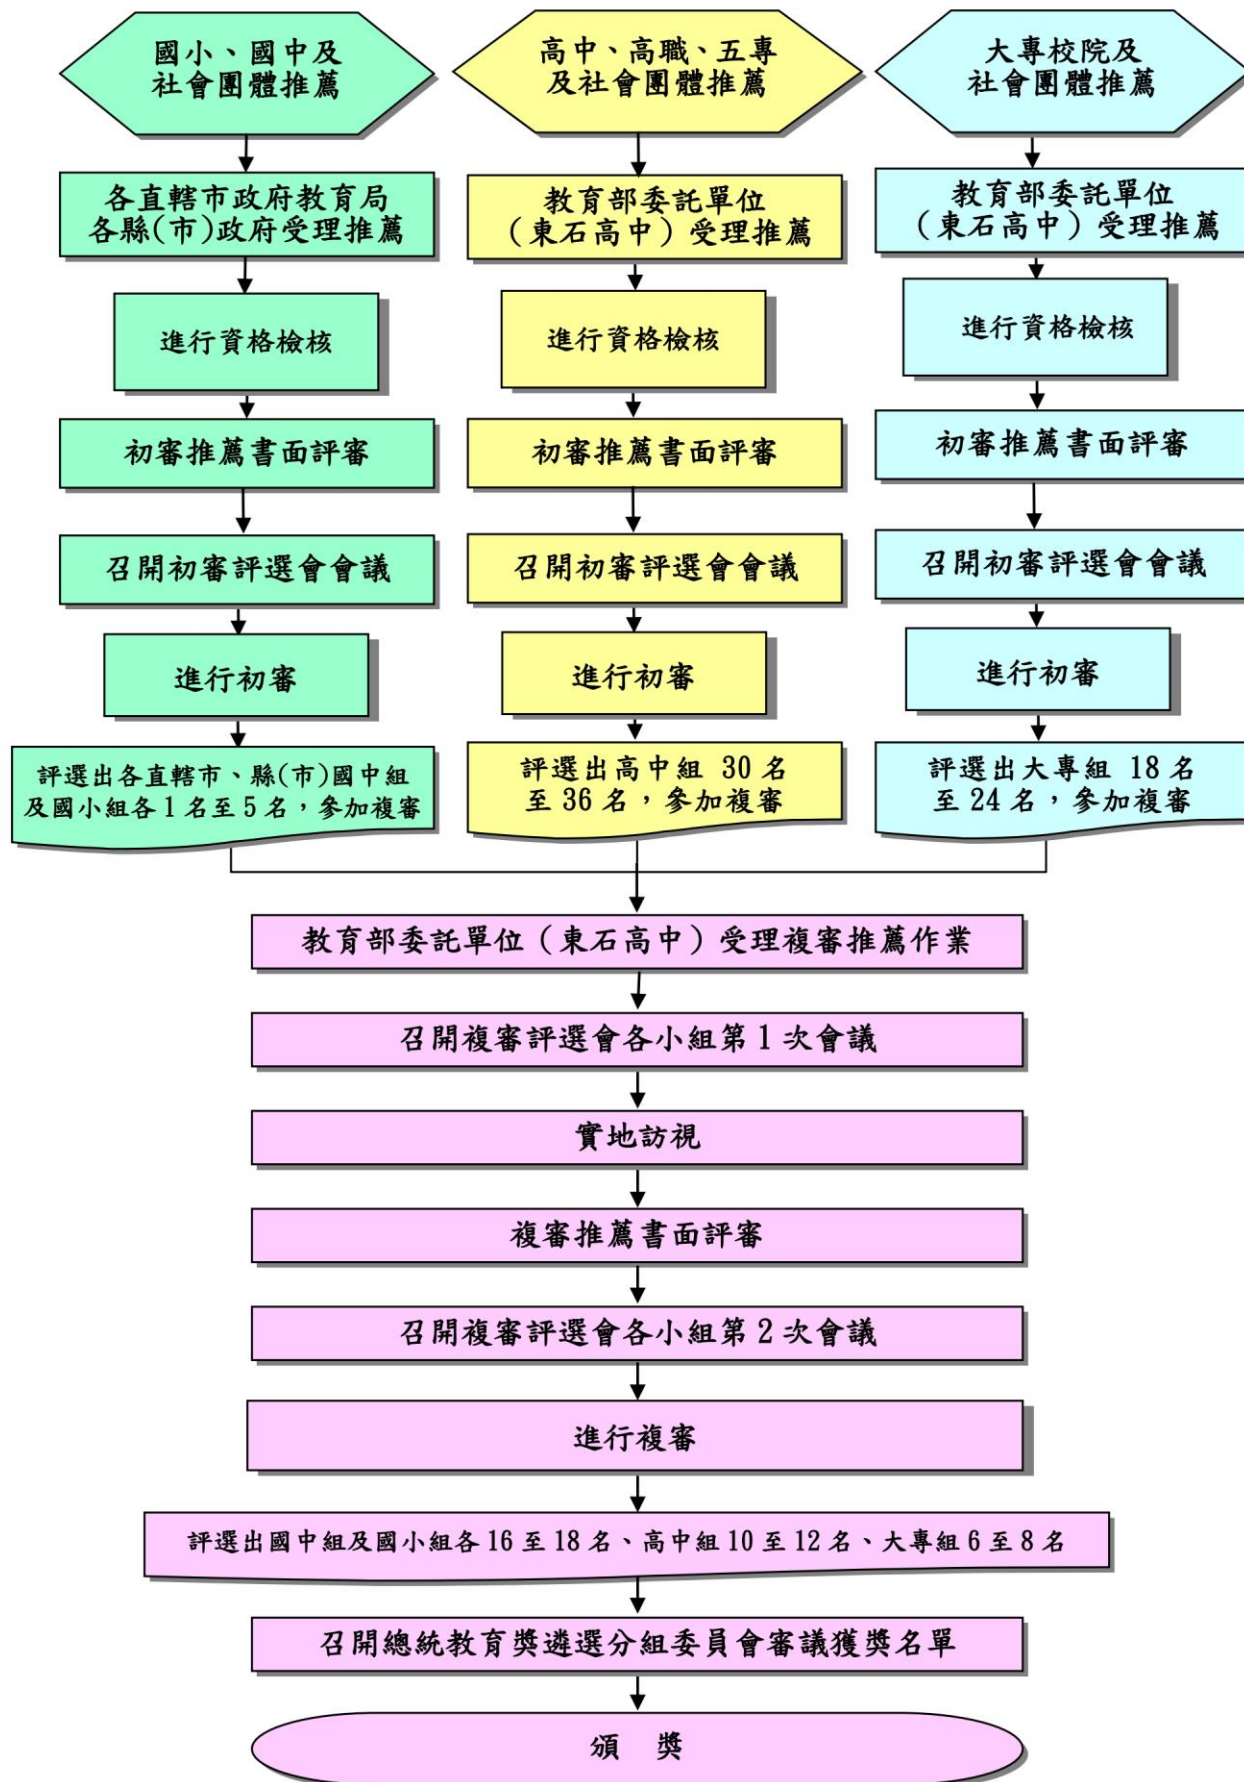 國小、國中及
社會團體推薦
各直轄市政府教育局
各縣(市)政府受理推薦
進行資格檢核
初審推薦書面評審
召開初審評選會會議
進行初審
評選出各直轄市、縣(市)國中組
及國小組各1名至5名，參加複審
高中、高職、五專
及社會團體推薦
教育部委託單位
（東石高中）受理推薦
進行資格檢核
初審推薦書面評審
召開初審評選會會議
進行初審
評選出高中組 30 名
至 36 名，參加複審
大專校院及
社會團體推薦
教育部委託單位
（東石高中）受理推薦
進行資格檢核
初審推薦書面評審
召開初審評選會會議
進行初審
評選出大專組 18 名
至 24 名，參加複審
教育部委託單位（東石高中）受理複審推薦作業
召開複審評選會各小組第 1 次會議
實地訪視
複審推薦書面評審
召開複審評選會各小組第 2 次會議
進行複審
評選出國中組及國小組各 16 至 18 名、高中組 10 至 12 名、大專組 6 至 8 名
召開總統教育獎遴選分組委員會審議獲獎名單
頒　獎